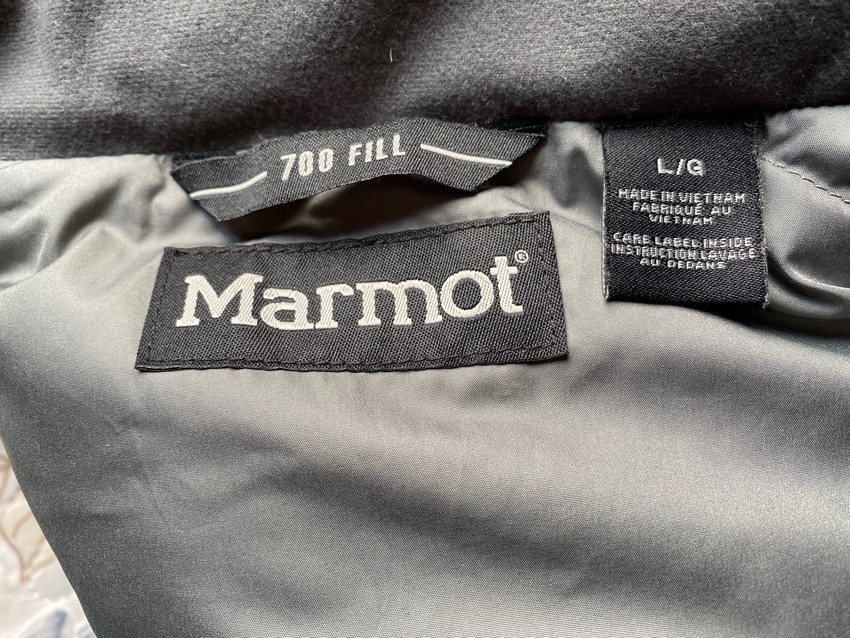 700 FILL
Marmot®
L/G
MADE IN VIETNAM
FABRIQUÉ AU
VIETNAM
CARE LABEL INSIDE
INSTRUCTION LAVAGE
AU DEDANS